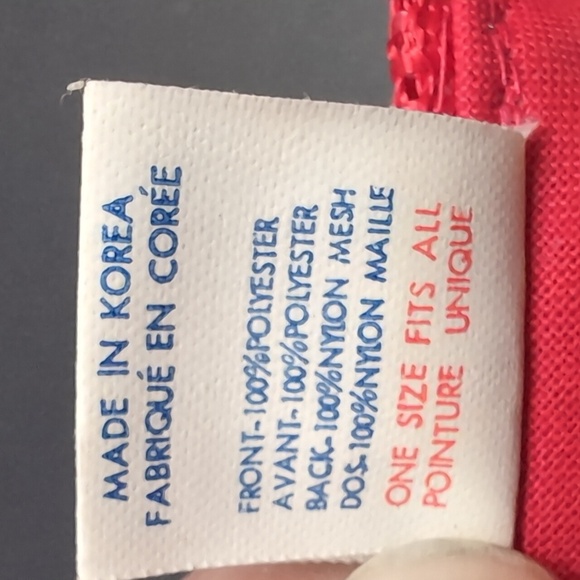 MADE IN KOREA
FABRIQUÉ EN CORÉE
FRONT-100%POLYESTER
AVANT-100%POLYESTER
BACK-100%NYLON MESH
DOS-100%NYLON MAILLE
ONE SIZE FITS ALL
POINTURE UNIQUE